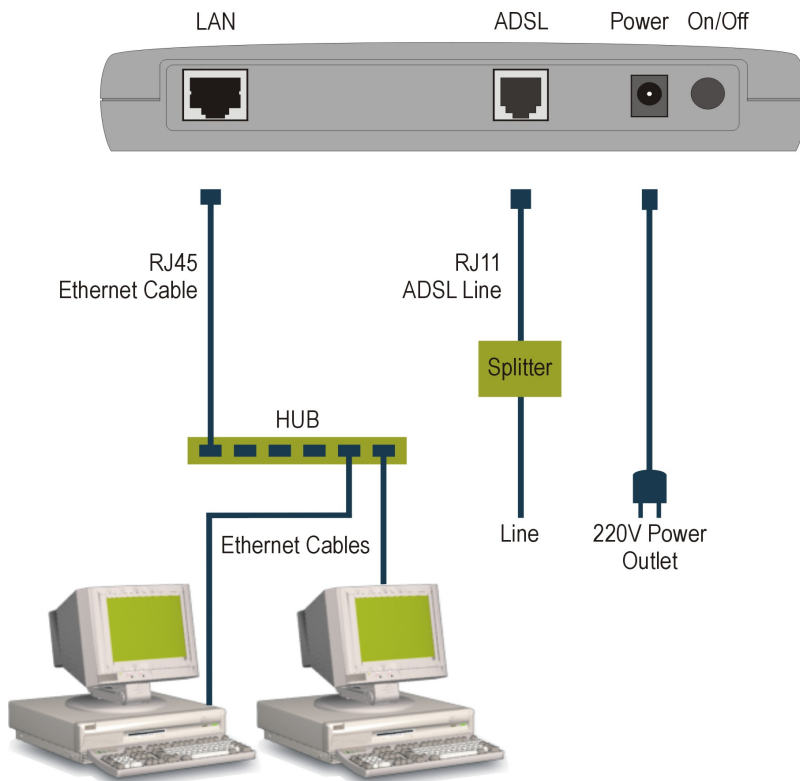 LAN
ADSL
Power
On/Off
RJ45
Ethernet Cable
RJ11
ADSL Line
Splitter
HUB
Ethernet Cables
Line
220V Power
Outlet